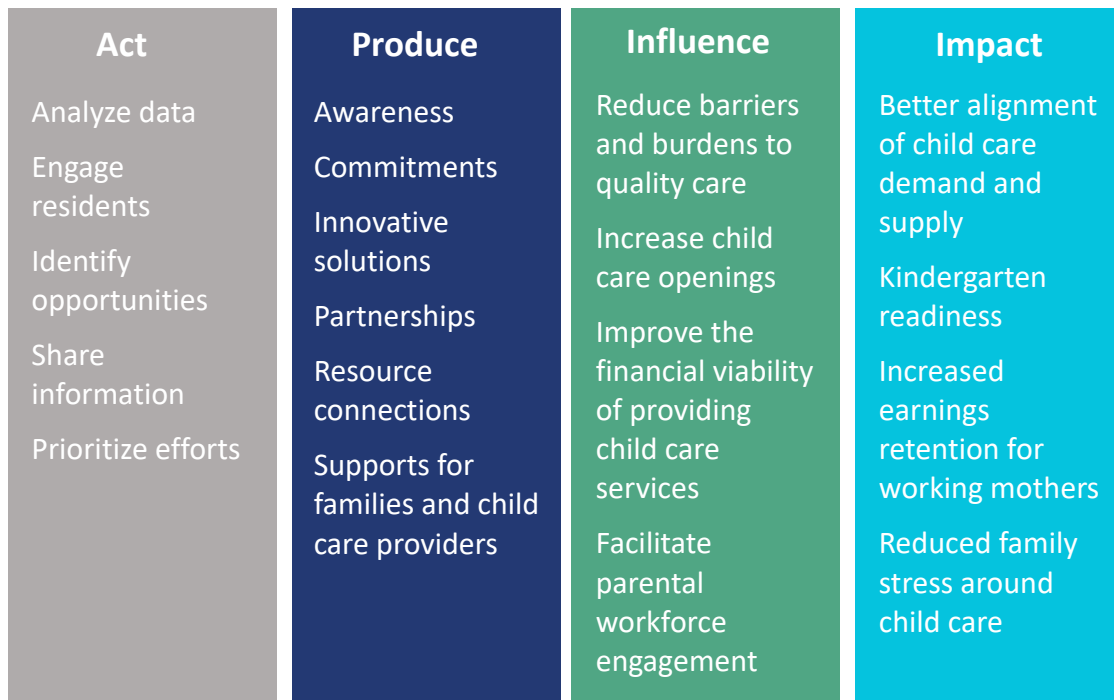 Act
Analyze data
Engage
residents
Identify
opportunities
Share
information
Prioritize efforts
Produce
Awareness
Commitments
Innovative
solutions
Partnerships
Resource
connections
Supports for
families and child
care providers
Influence
Reduce barriers
and burdens to
quality care
Increase child
care openings
Improve the
financial viability
of providing
child care
services
Facilitate
parental
workforce
engagement
Impact
Better alignment
of child care
demand and
supply
Kindergarten
readiness
Increased
earnings
retention for
working mothers
Reduced family
stress around
child care